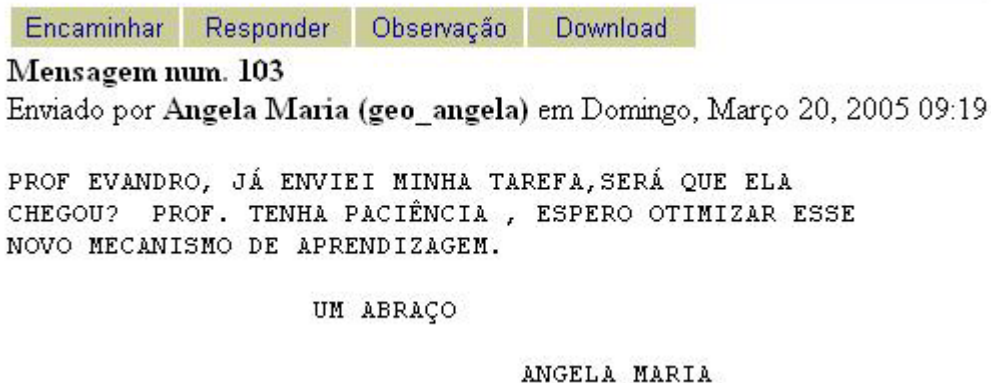 Encaminhar Responder Observação Download
Mensagem num. 103
Enviado por Angela Maria (geo_angela) em Domingo, Março 20, 2005 09:19
PROF EVANDRO, JÁ ENVIEI MINHA TAREFA,SERÁ QUE ELA
CHEGOU? PROF. TENHA PACIÊNCIA , ESPERO OTIMIZAR ESSE
NOVO MECANISMO DE APRENDIZAGEM.
UM ABRAÇO
ANGELA MARIA